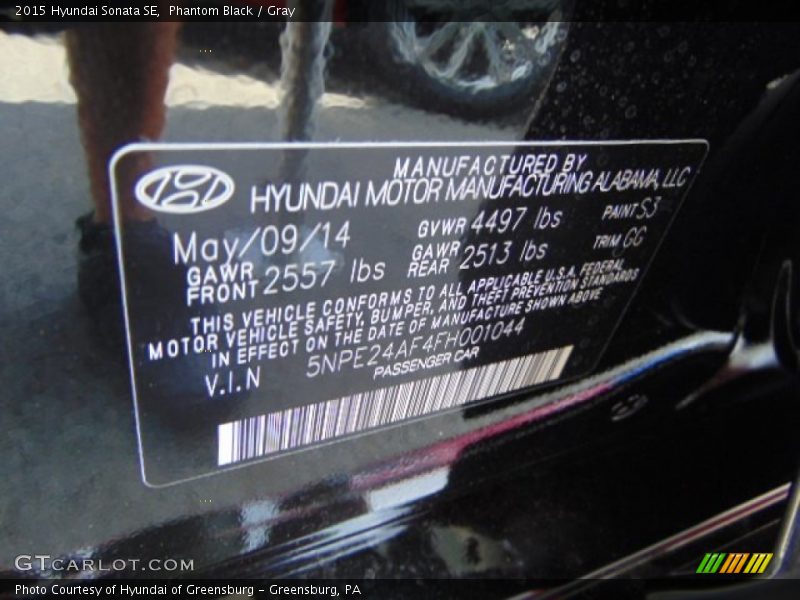 2015 Hyundai Sonata SE, Phantom Black / Gray
MANUFACTURED BY
HYUNDAI MOTOR MANUFACTURING ALABAMA, LLC
May/09/14 GVWR 4497 lbs PAINT S3
GAWR FRONT 2557 lbs GAWR REAR 2513 lbs TRIM GG
THIS VEHICLE CONFORMS TO ALL APPLICABLE U.S.A. FEDERAL
MOTOR VEHICLE SAFETY, BUMPER, AND THEFT PREVENTION STANDARDS
IN EFFECT ON THE DATE OF MANUFACTURE SHOWN ABOVE
V.I.N 5NPE24AF4FH001044
PASSENGER CAR
GTCARLOT.COM
Photo Courtesy of Hyundai of Greensburg - Greensburg, PA